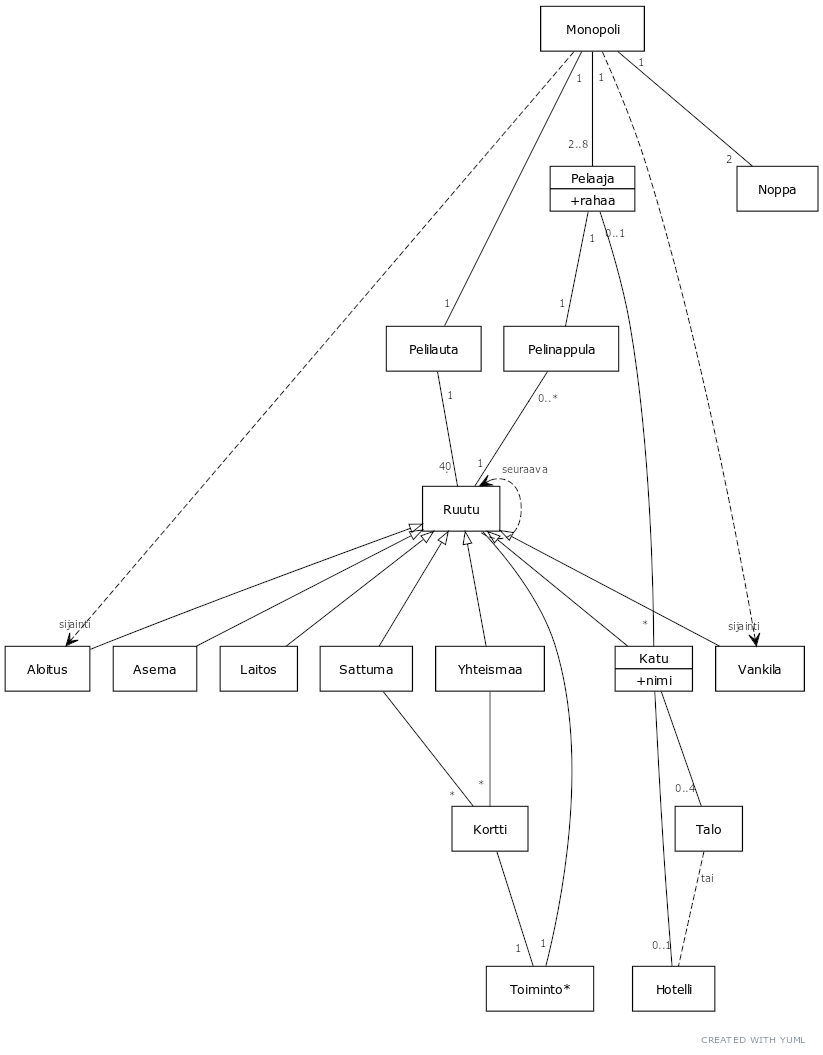 Monopoli
1
1
1
2..8
2
Pelaaja
+rahaa
Noppa
1
0..1
1
1
Pelilauta
Pelinappula
1
0..*
40
1
seuraava
Ruutu
sijainti
*
sijainti
Aloitus
Asema
Laitos
Sattuma
Yhteismaa
Katu
+nimi
Vankila
*
*
0..4
Kortti
Talo
tai
1
1
0..1
Toiminto*
Hotelli
CREATED WITH YUML